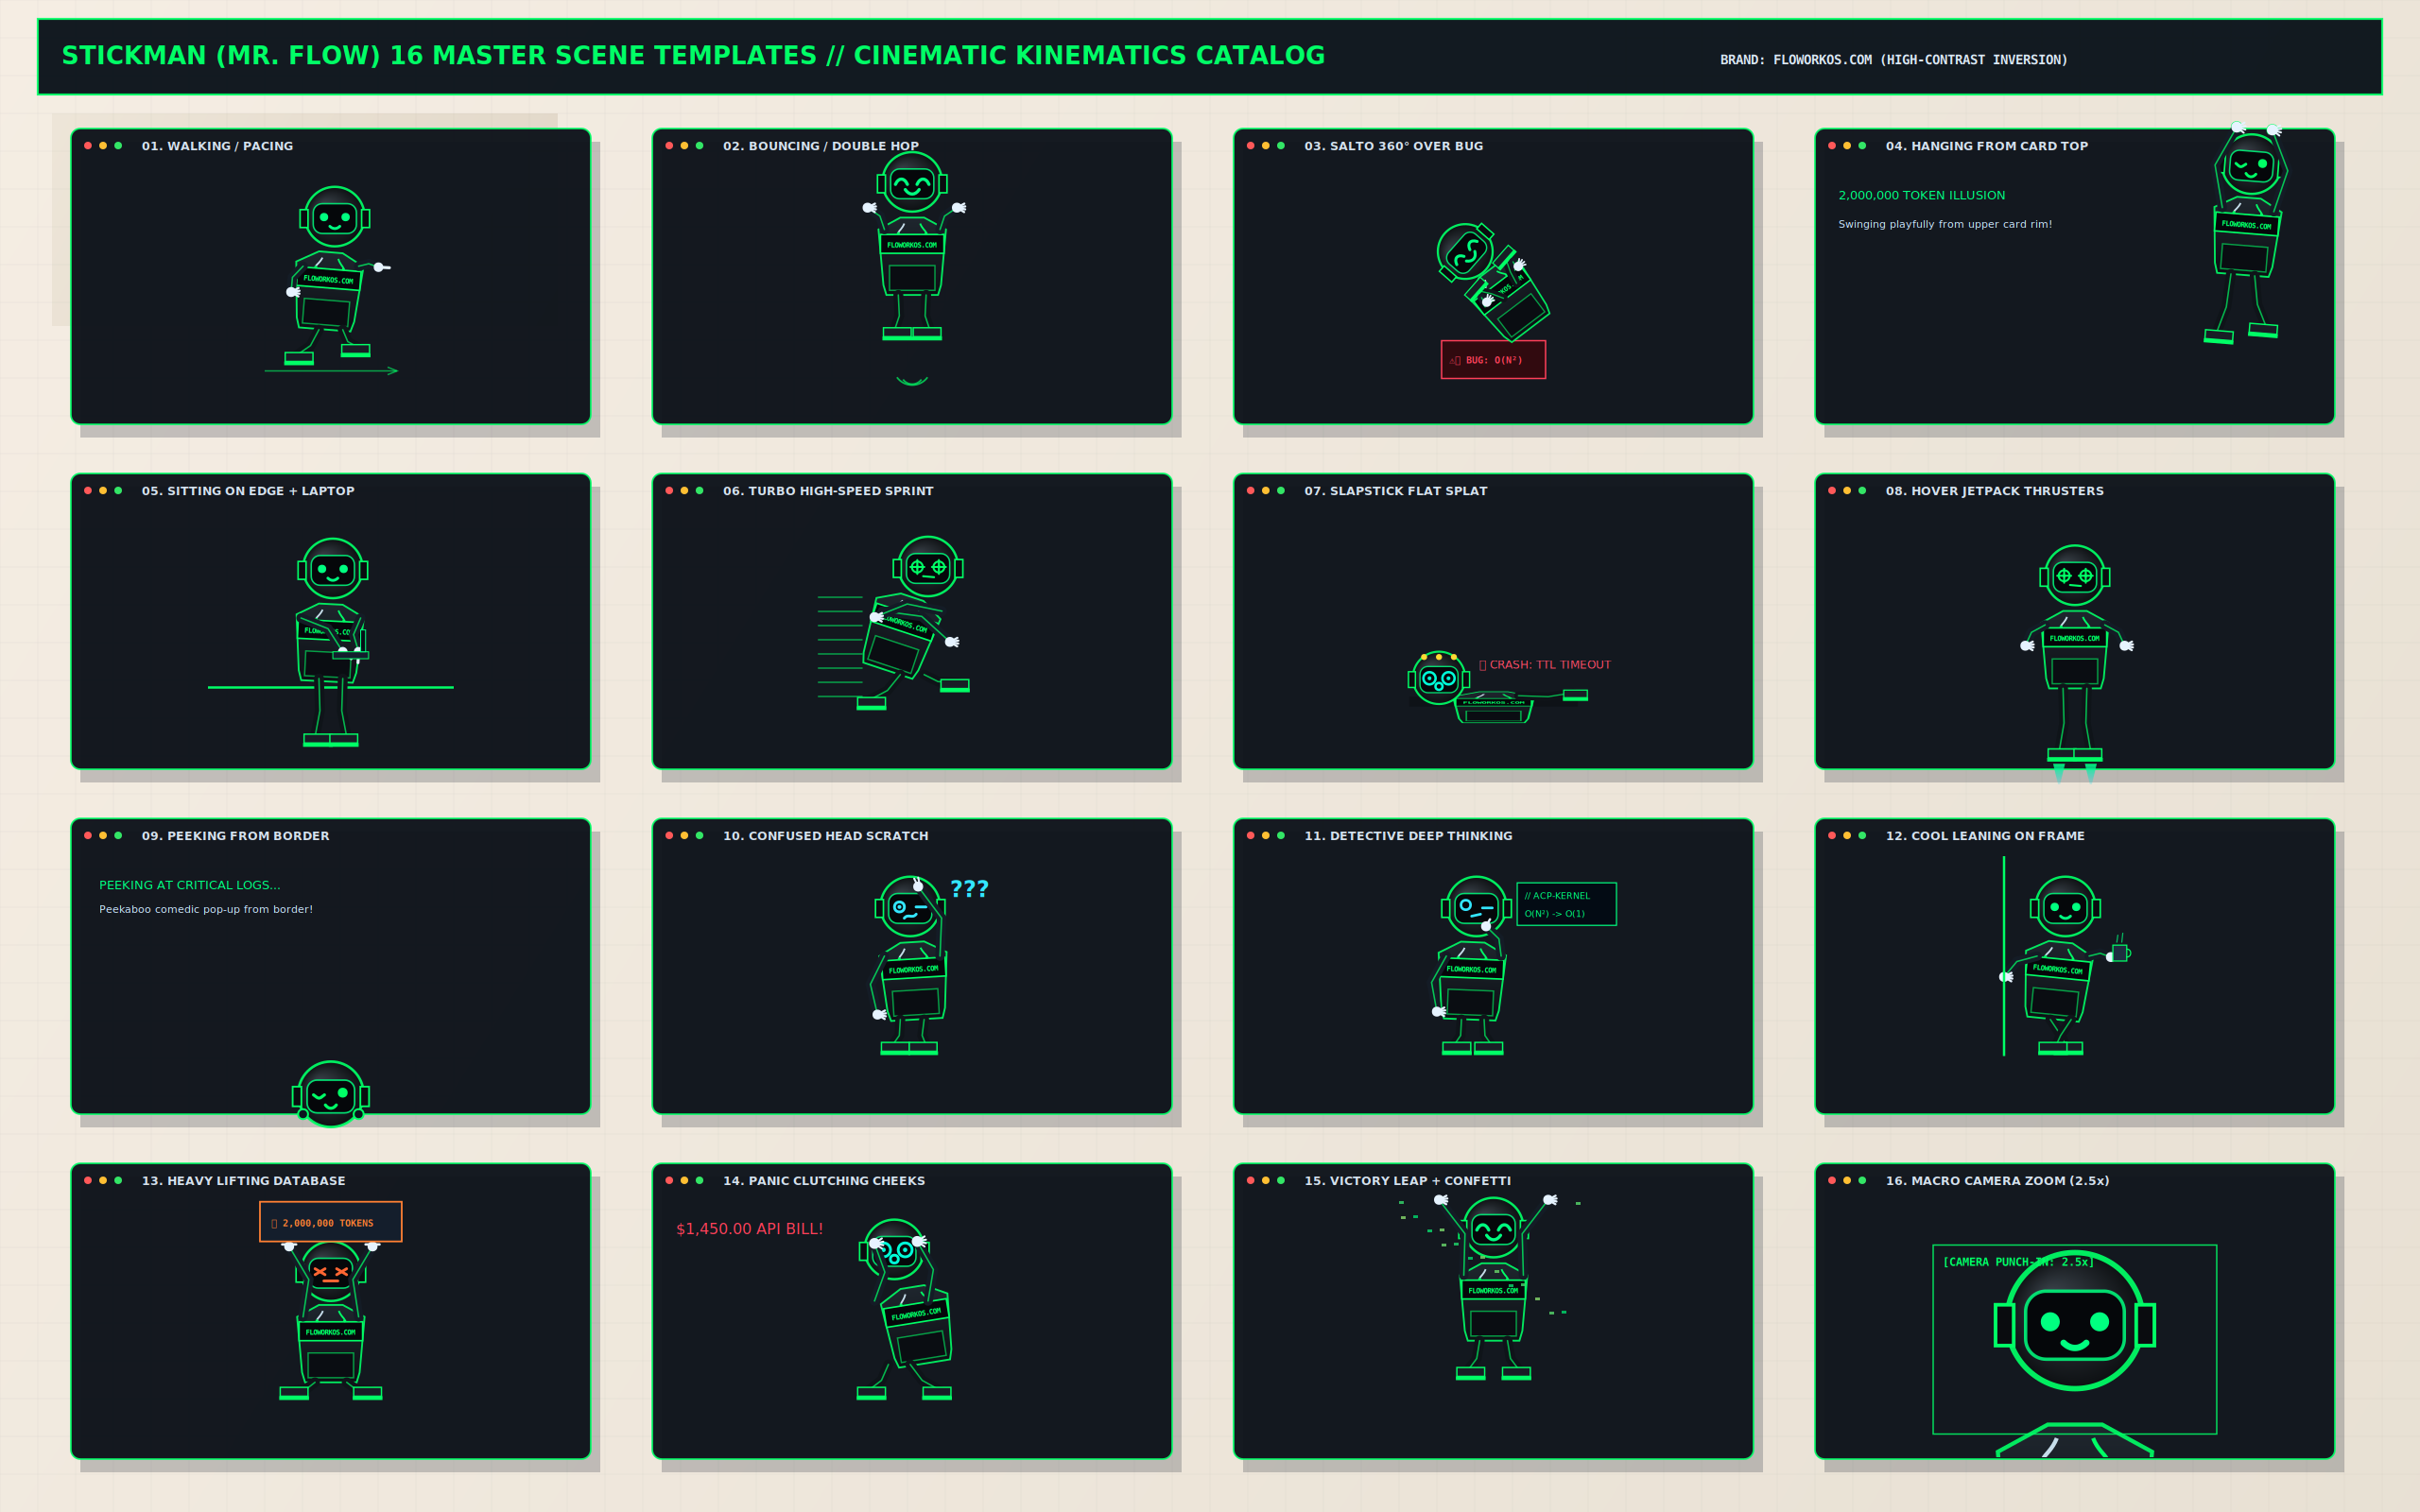 STICKMAN (MR. FLOW) 16 MASTER SCENE TEMPLATES // CINEMATIC KINEMATICS CATALOG
BRAND: FLOWORKOS.COM (HIGH-CONTRAST INVERSION)
01. WALKING / PACING
FLOWORKOS.COM
02. BOUNCING / DOUBLE HOP
FLOWORKOS.COM
03. SALTO 360° OVER BUG
BUG: O(N²)
04. HANGING FROM CARD TOP
2,000,000 TOKEN ILLUSION
Swinging playfully from upper card rim!
FLOWORKOS.COM
05. SITTING ON EDGE + LAPTOP
06. TURBO HIGH-SPEED SPRINT
07. SLAPSTICK FLAT SPLAT
CRASH: TTL TIMEOUT
FLOWORKOS.COM
08. HOVER JETPACK THRUSTERS
FLOWORKOS.COM
09. PEEKING FROM BORDER
PEEKING AT CRITICAL LOGS...
Peekaboo comedic pop-up from border!
10. CONFUSED HEAD SCRATCH
???
FLOWORKOS.COM
11. DETECTIVE DEEP THINKING
// ACP-KERNEL
O(N²) -> O(1)
FLOWORKOS.COM
12. COOL LEANING ON FRAME
FLOWORKOS.COM
13. HEAVY LIFTING DATABASE
2,000,000 TOKENS
FLOWORKOS.COM
14. PANIC CLUTCHING CHEEKS
$1,450.00 API BILL!
FLOWORKOS.COM
15. VICTORY LEAP + CONFETTI
FLOWORKOS.COM
16. MACRO CAMERA ZOOM (2.5x)
[CAMERA PUNCH-IN: 2.5x]